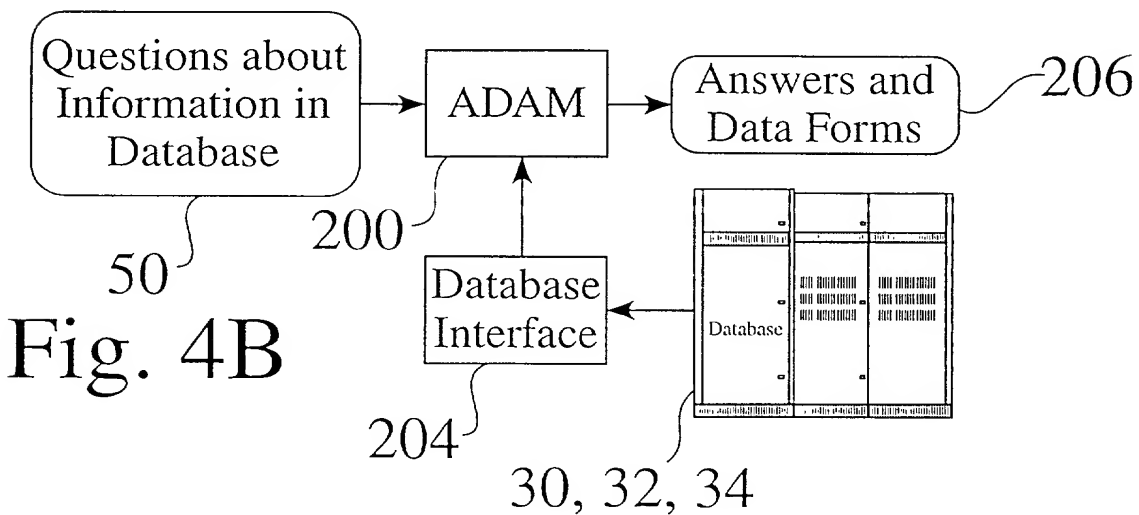 Questions about
Information in
Database
ADAM
Answers and
Data Forms
206
200
50
Database
Interface
Database
Fig. 4B
204
30, 32, 34